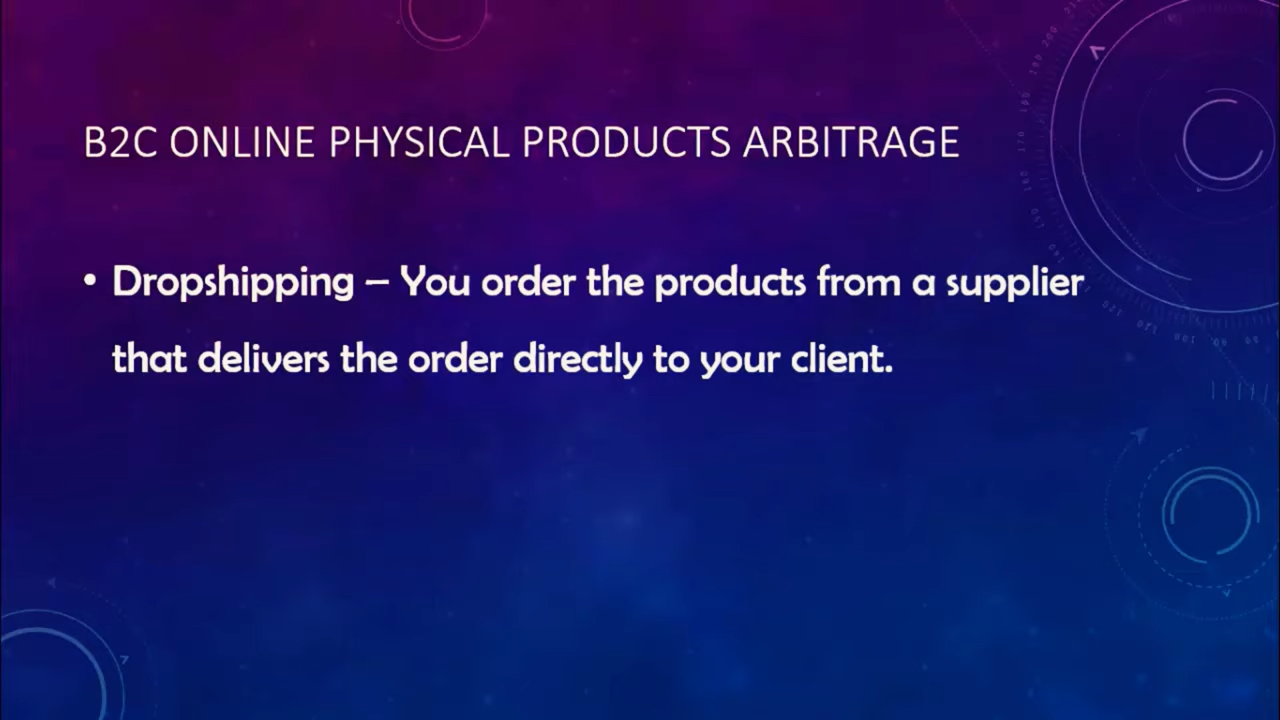 B2C ONLINE PHYSICAL PRODUCTS ARBITRAGE
• Dropshipping – You order the products from a supplier
that delivers the order directly to your client.